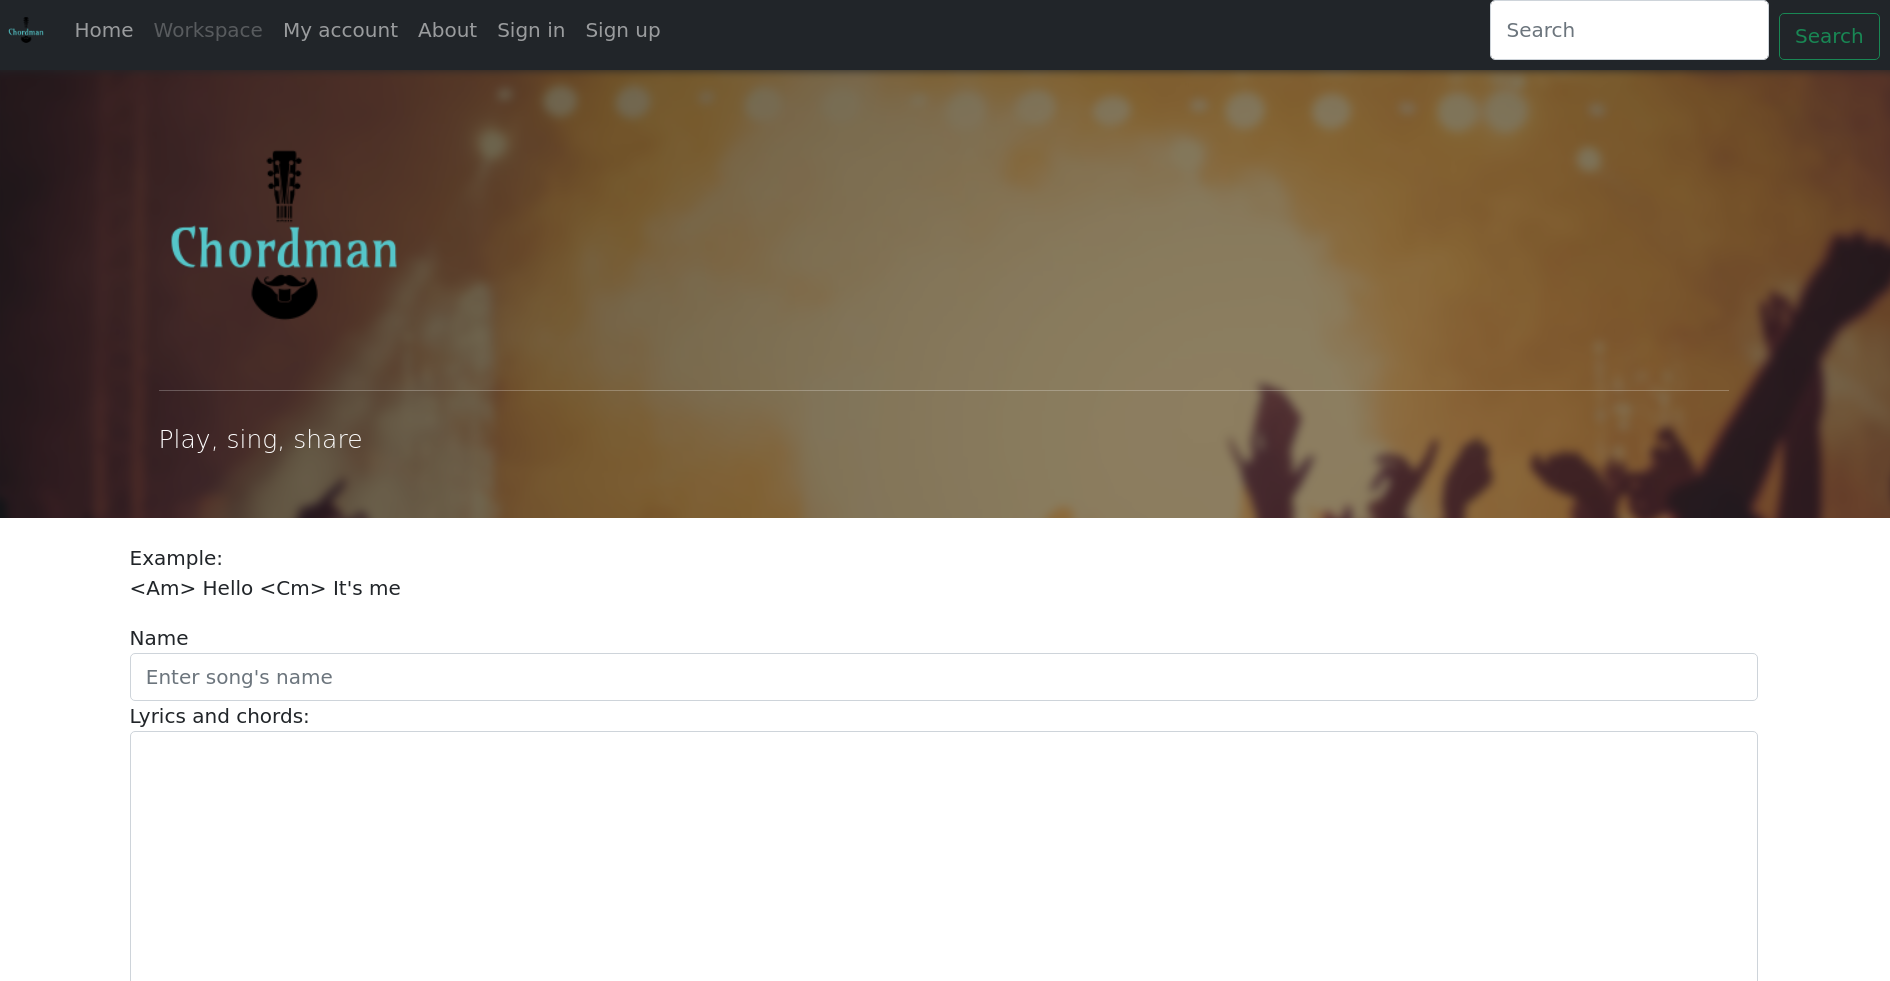 Chordman Home Workspace My account About Sign in Sign up Search Search
Chordman
Play, sing, share
Example:
<Am> Hello <Cm> It's me
Name
Enter song's name
Lyrics and chords: